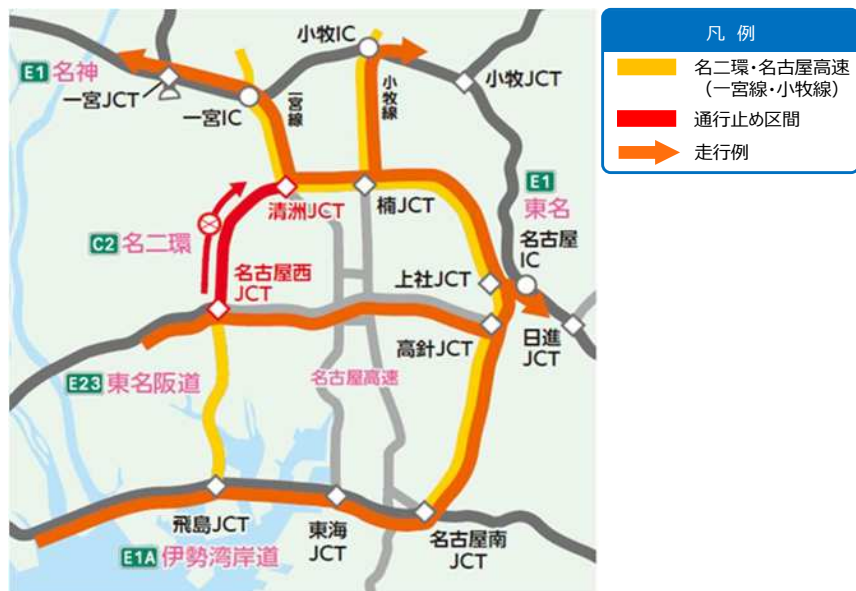 小牧IC
E1 名神
一宮JCT
一宮IC
一宮線
小牧線
小牧JCT
清洲JCT
楠JCT
E1
東名
名古屋
IC
C2 名二環
名古屋西
JCT
上社JCT
高針JCT
日進
JCT
E23 東名阪道
名古屋高速
飛島JCT
東海
JCT
名古屋南
JCT
E1A 伊勢湾岸道
凡 例
名二環・名古屋高速
（一宮線・小牧線）
通行止め区間
走行例